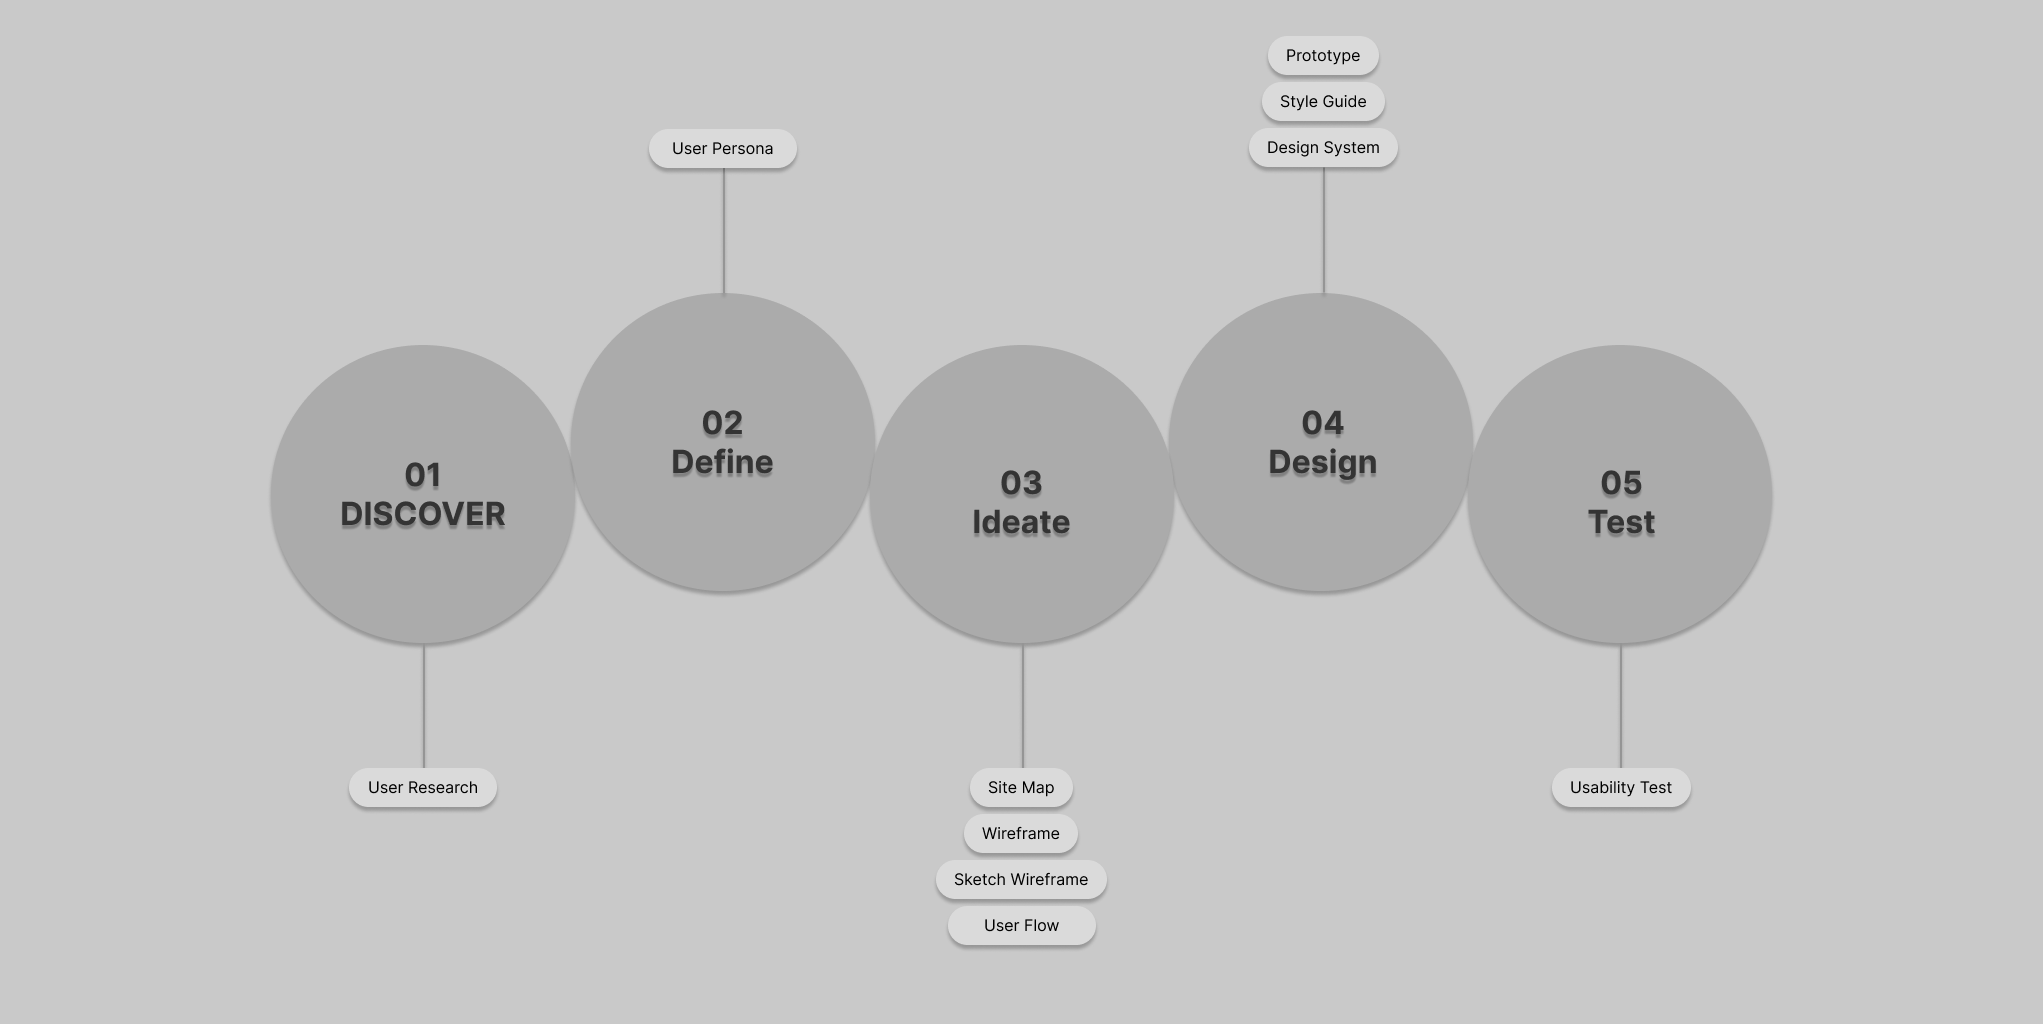 01
DISCOVER
User Research
User Persona
02
Define
03
Ideate
Site Map
Wireframe
Sketch Wireframe
User Flow
Prototype
Style Guide
Design System
04
Design
05
Test
Usability Test